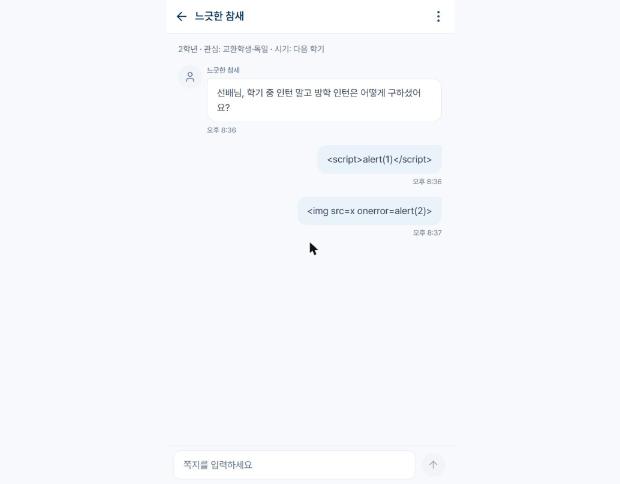 느긋한 참새
2학년 · 관심: 교환학생·독일 · 시기: 다음 학기
느긋한 참새
선배님, 학기 중 인턴 말고 방학 인턴은 어떻게 구하셨어
요?
오후 8:36
<script>alert(1)</script>
오후 8:36
<img src=x onerror=alert(2)>
오후 8:37
쪽지를 입력하세요